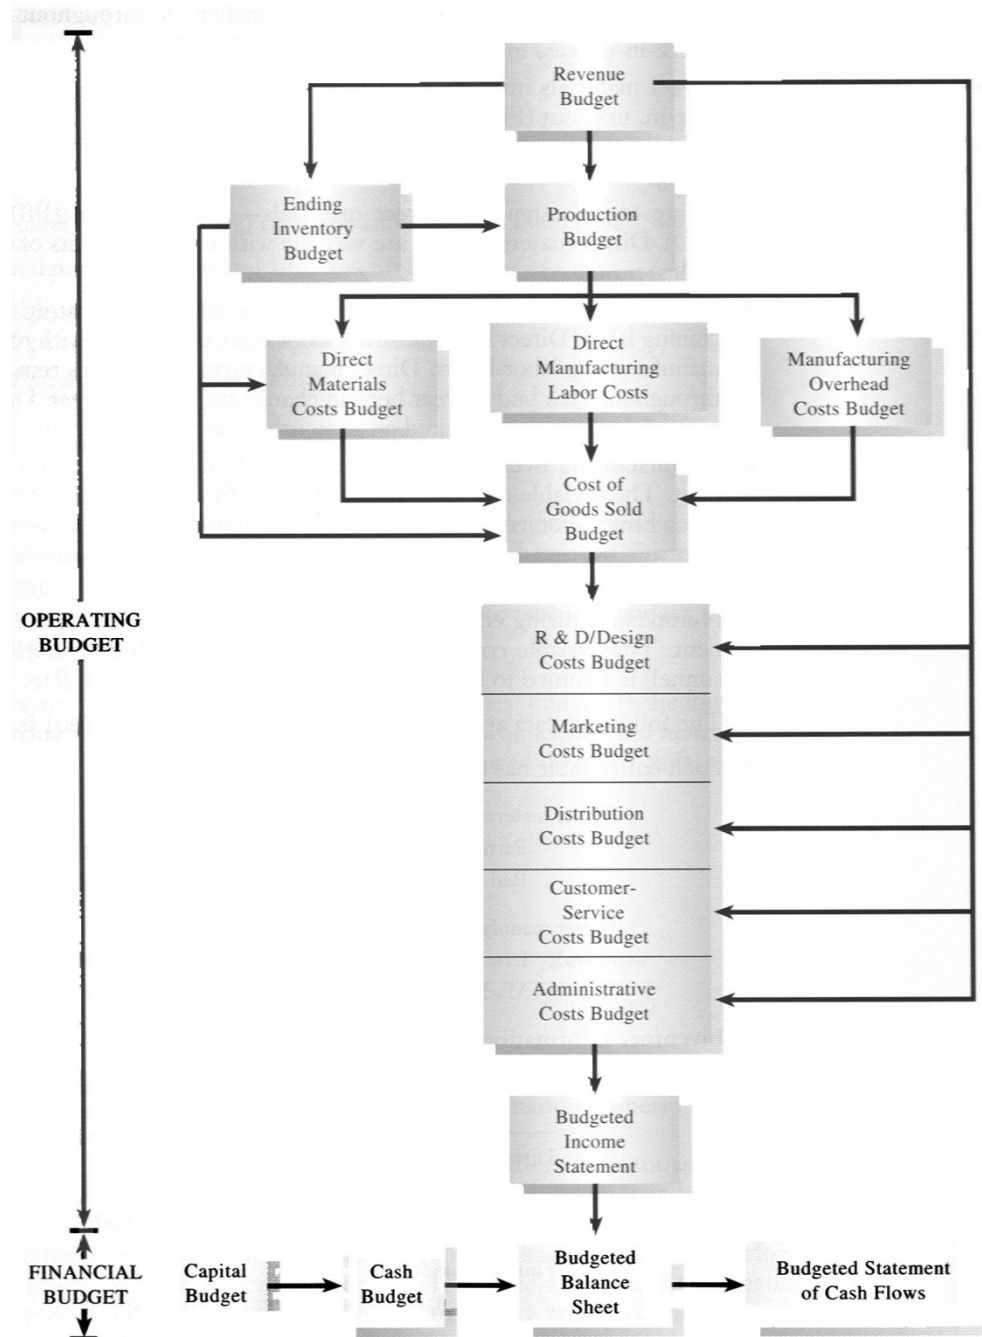 Revenue
Budget
Ending
Inventory
Budget
Production
Budget
Direct
Materials
Costs Budget
Direct
Manufacturing
Labor Costs
Manufacturing
Overhead
Costs Budget
Cost of
Goods Sold
Budget
OPERATING
BUDGET
R & D/Design
Costs Budget
Marketing
Costs Budget
Distribution
Costs Budget
Customer-
Service
Costs Budget
Administrative
Costs Budget
Budgeted
Income
Statement
FINANCIAL
BUDGET
Capital
Budget
Cash
Budget
Budgeted
Balance
Sheet
Budgeted Statement
of Cash Flows